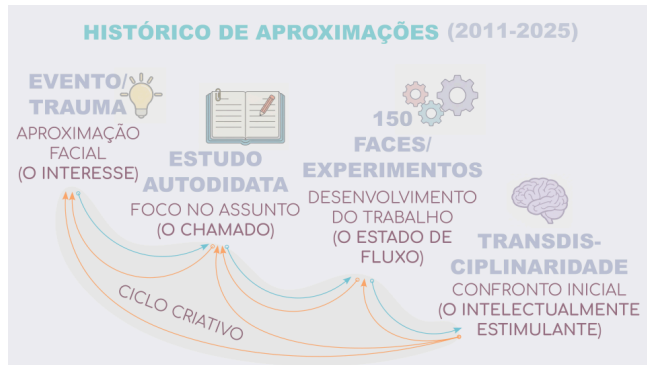 HISTÓRICO DE APROXIMAÇÕES (2011-2025)
EVENTO/
TRAUMA
APROXIMAÇÃO
FACIAL
(O INTERESSE)
ESTUDO
AUTODIDATA
FOCO NO ASSUNTO
(O CHAMADO)
150
FACES/
EXPERIMENTOS
DESENVOLVIMENTO
DO TRABALHO
(O ESTADO DE
FLUXO)
TRANSDIS-
CIPLINARIDADE
CONFRONTO INICIAL
(O INTELECTUALMENTE
ESTIMULANTE)
CICLO CRIATIVO